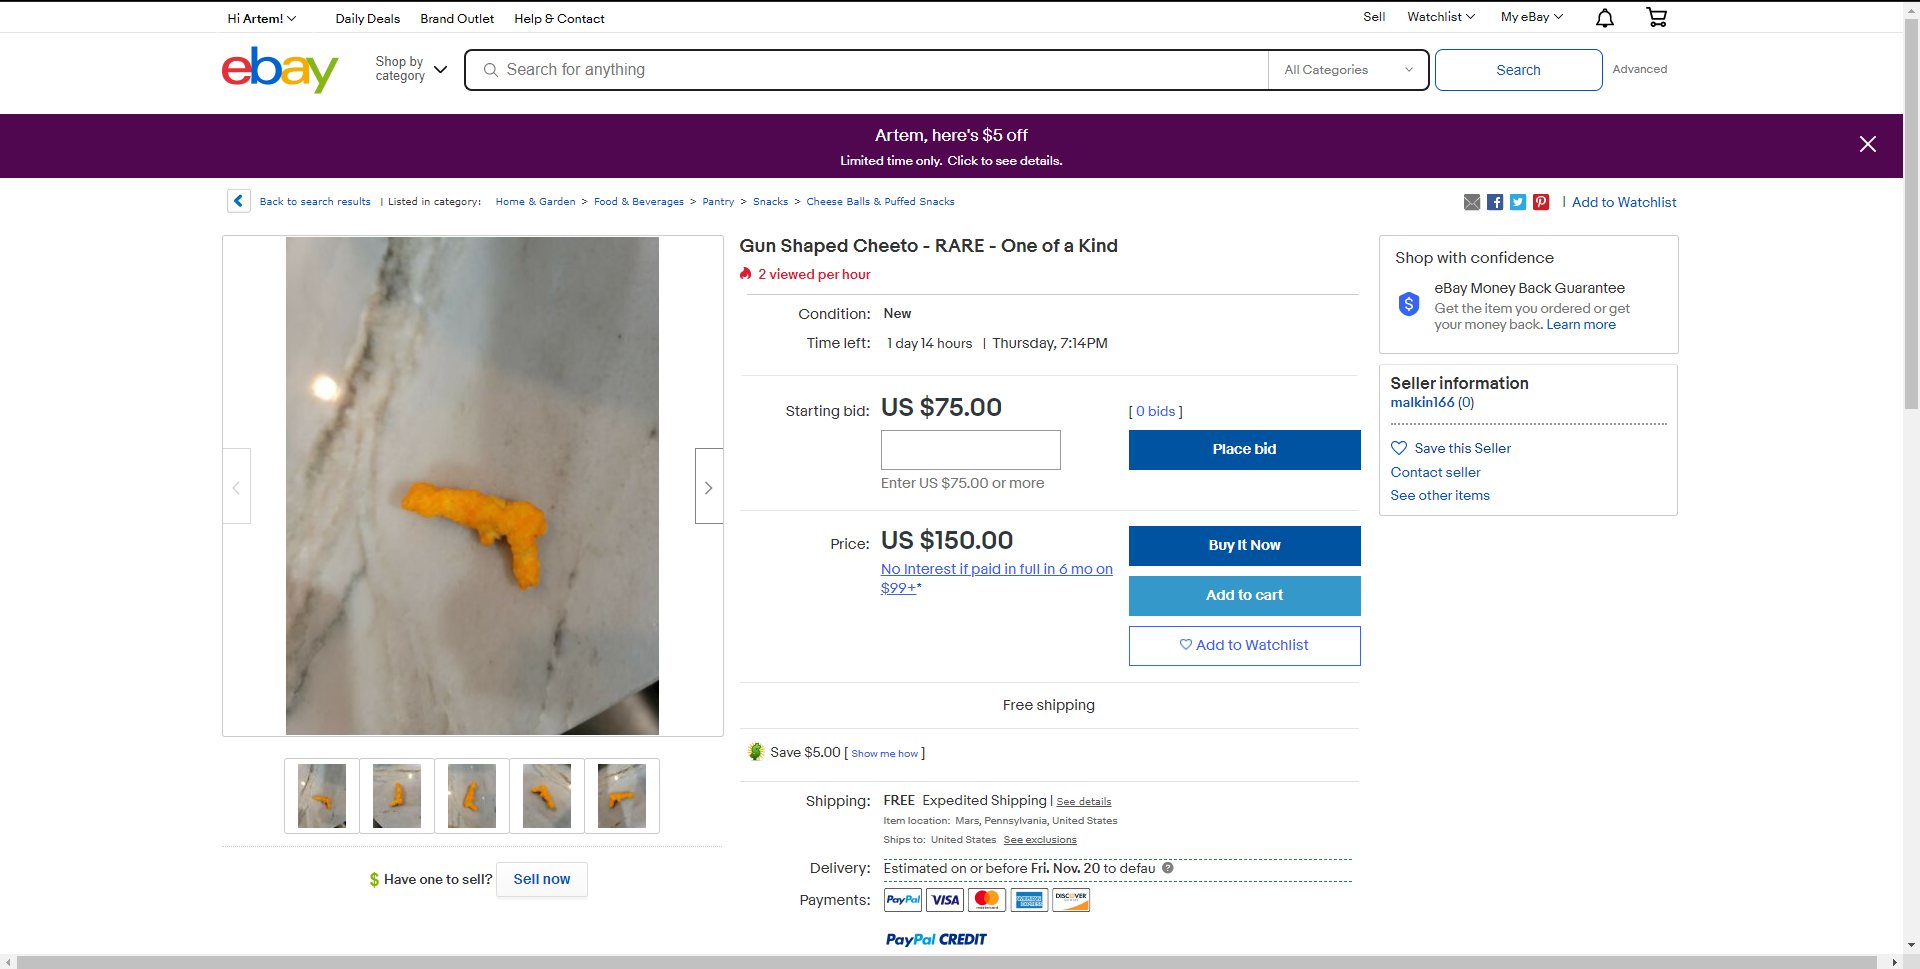 Hi Artem!
Daily Deals
Brand Outlet
Help & Contact
Sell
Watchlist
My eBay
ebay
Shop by
category
Search for anything
All Categories
Search
Advanced
Artem, here's $5 off
Limited time only. Click to see details.
Back to search results | Listed in category: Home & Garden > Food & Beverages > Pantry > Snacks > Cheese Balls & Puffed Snacks
| Add to Watchlist
Gun Shaped Cheeto - RARE - One of a Kind
2 viewed per hour
Condition: New
Time left: 1 day 14 hours | Thursday, 7:14PM
Starting bid: US $75.00
[ 0 bids ]
Place bid
Enter US $75.00 or more
Price: US $150.00
No Interest if paid in full in 6 mo on
$99+*
Buy It Now
Add to cart
Add to Watchlist
Free shipping
Save $5.00 [ Show me how ]
Shipping: FREE Expedited Shipping | See details
Item location: Mars, Pennsylvania, United States
Ships to: United States See exclusions
Delivery: Estimated on or before Fri. Nov. 20 to defau
Payments: PayPal VISA mastercard AMERICAN EXPRESS DISCOVER
PayPal CREDIT
Shop with confidence
eBay Money Back Guarantee
Get the item you ordered or get
your money back. Learn more
Seller information
malkin166 (0)
Save this Seller
Contact seller
See other items
$ Have one to sell? Sell now